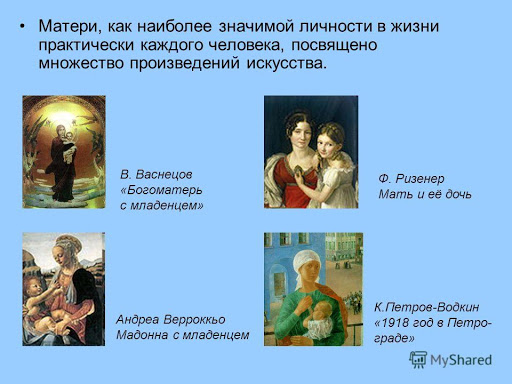 • Матери, как наиболее значимой личности в жизни
практически каждого человека, посвящено
множество произведений искусства.
В. Васнецов
«Богоматерь
с младенцем»
Ф. Ризенер
Мать и её дочь
Андреа Верроккьо
Мадонна с младенцем
К.Петров-Водкин
«1918 год в Петро-
граде»
MyShared